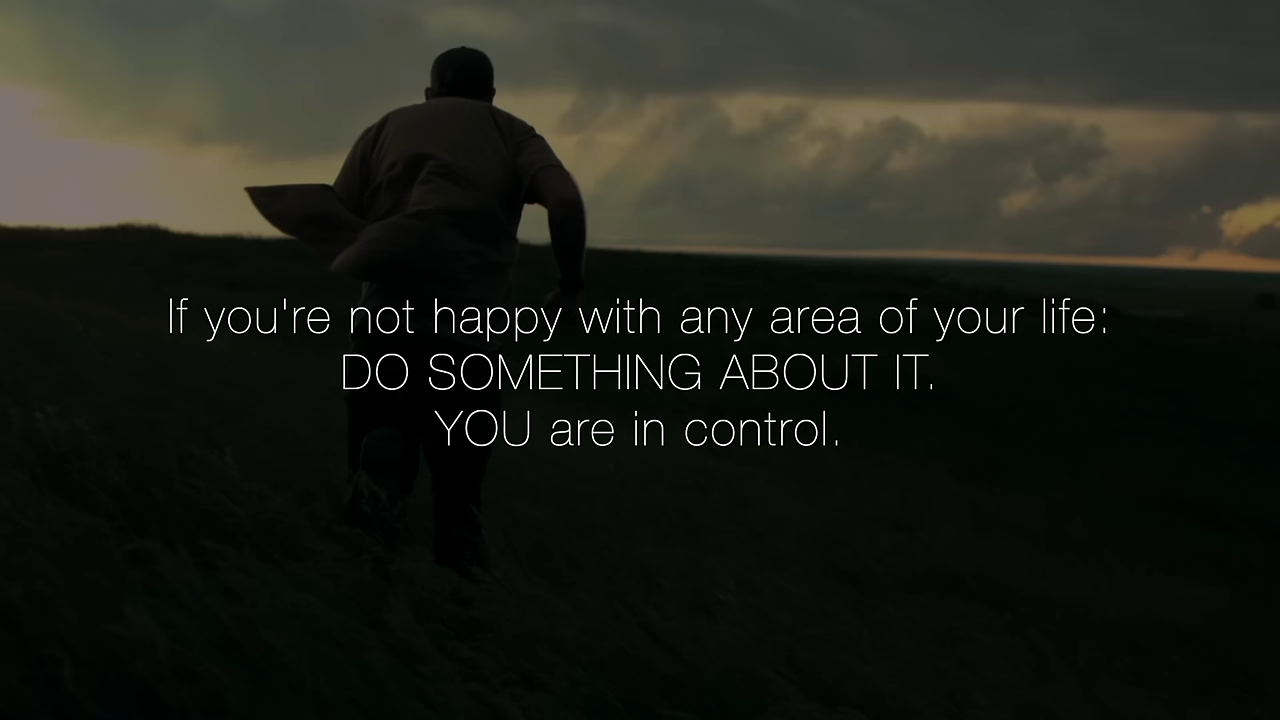 If you're not happy with any area of your life:
DO SOMETHING ABOUT IT.
YOU are in control.